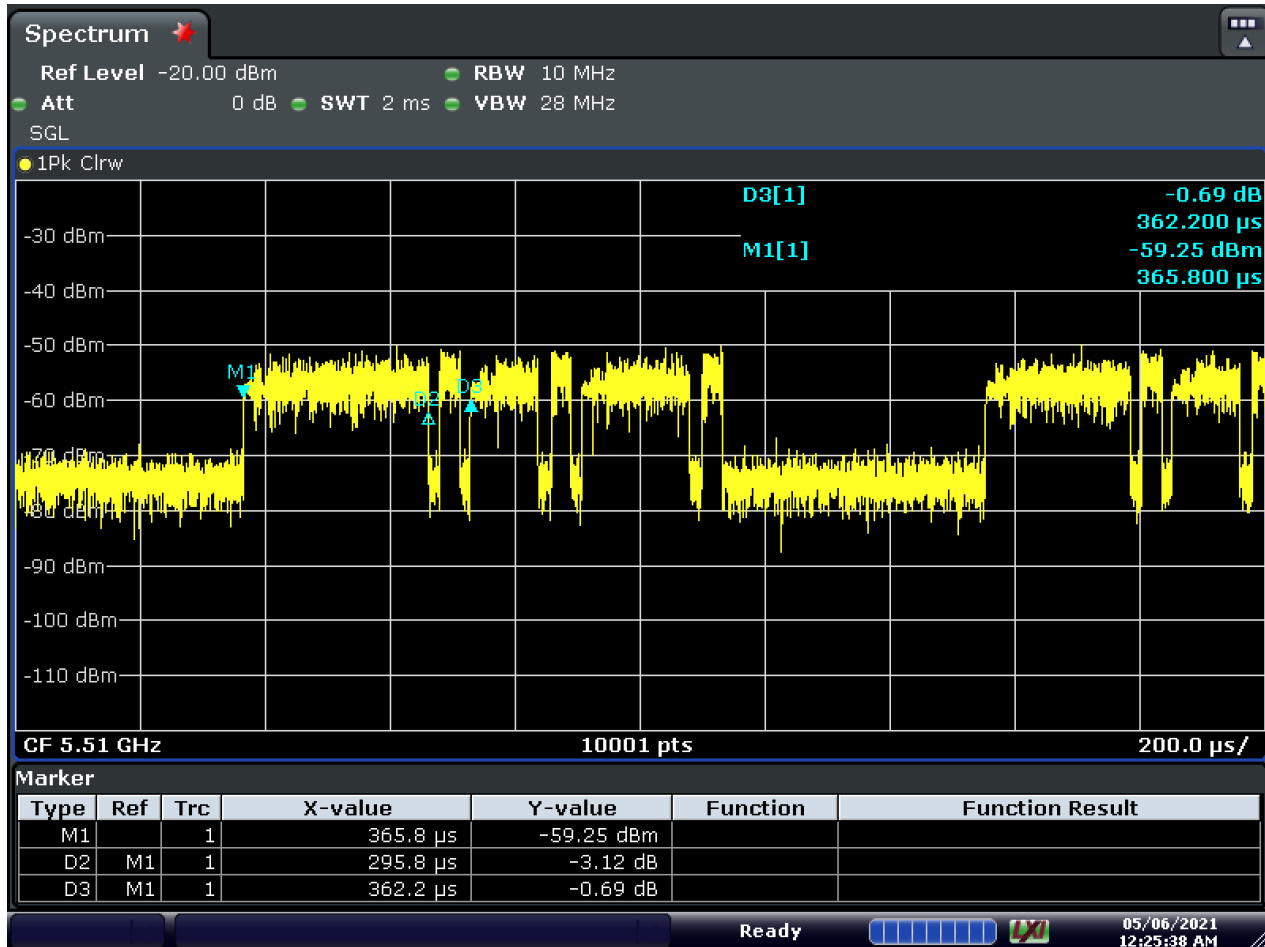 Spectrum
Ref Level -20.00 dBm RBW 10 MHz
Att 0 dB SWT 2 ms VBW 28 MHz
SGL
1Pk Clrw
D3[1] -0.69 dB
362.200 µs
M1[1] -59.25 dBm
365.800 µs
-30 dBm
-40 dBm
-50 dBm
M1
D2
D3
-60 dBm
-70 dBm
-80 dBm
-90 dBm
-100 dBm
-110 dBm
CF 5.51 GHz 10001 pts 200.0 µs/
Marker
Type Ref Trc X-value Y-value Function Function Result
M1 1 365.8 µs -59.25 dBm
D2 M1 1 295.8 µs -3.12 dB
D3 M1 1 362.2 µs -0.69 dB
Ready LXI 05/06/2021
12:25:38 AM